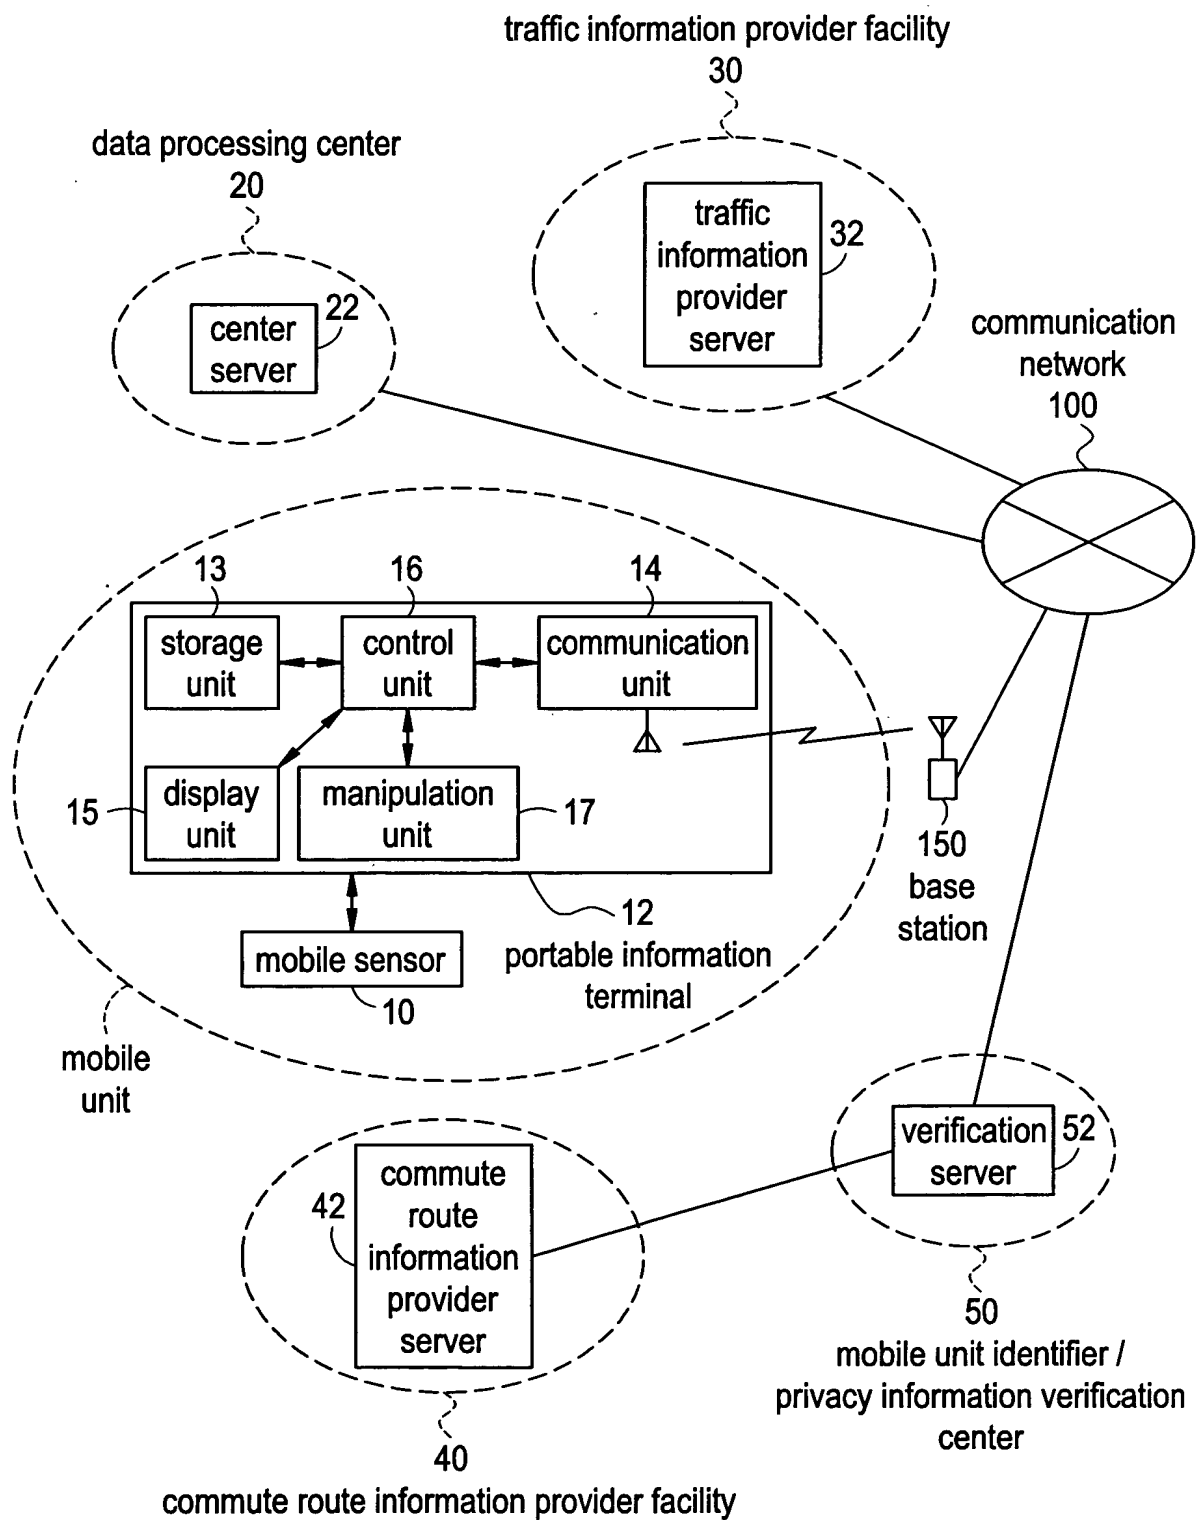 traffic information provider facility
30
data processing center
20
traffic
information
provider
server
32
center
server
22
communication
network
100
13
16
14
storage
unit
control
unit
communication
unit
display
unit
15
manipulation
unit
17
150
base
station
12
portable information
terminal
mobile sensor
10
mobile
unit
verification
server
52
commute
route
information
provider
server
42
50
mobile unit identifier /
privacy information verification
center
40
commute route information provider facility